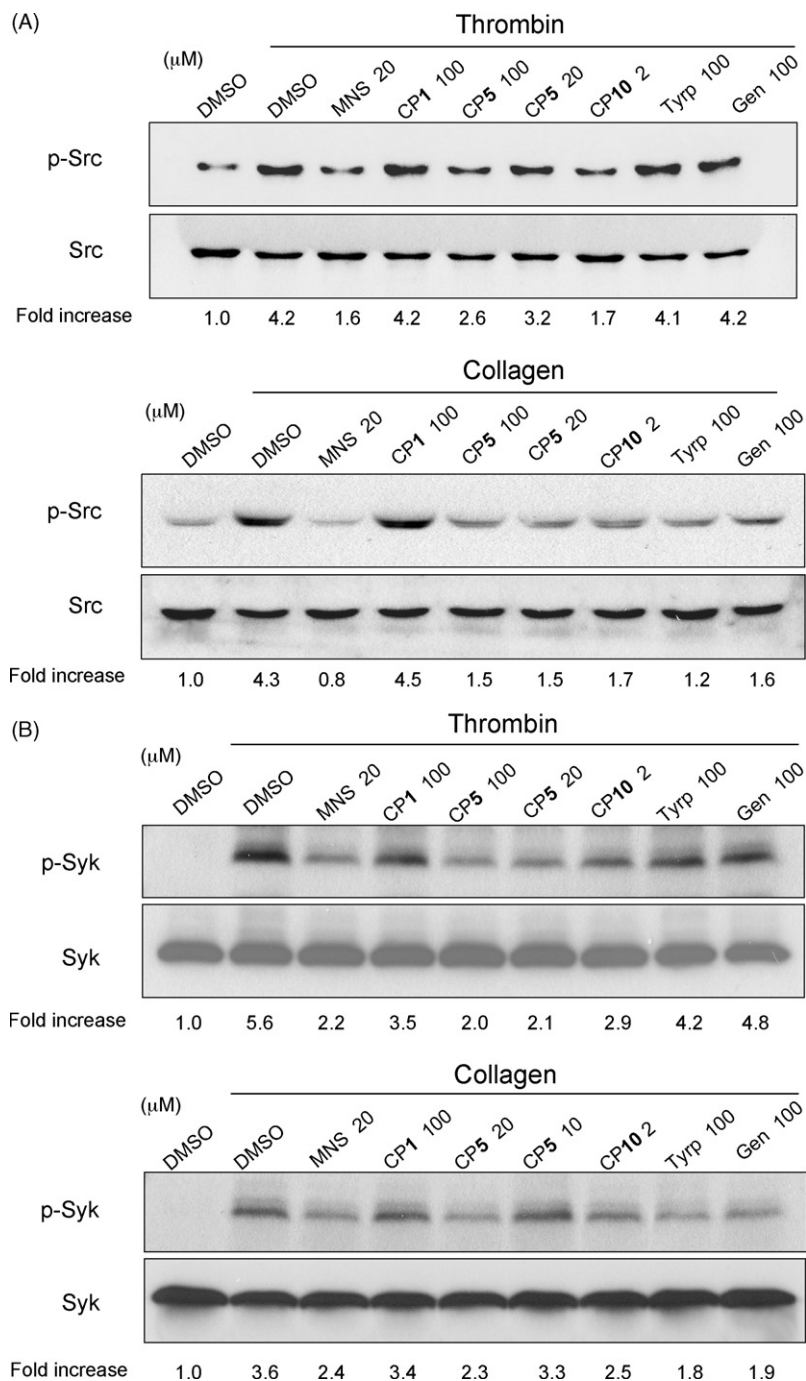 (A)
Thrombin
(μM)
DMSO DMSO MNS 20 CP1 100 CP5 100 CP5 20 CP10 2 Tyrp 100 Gen 100
p-Src
Src
Fold increase 1.0 4.2 1.6 4.2 2.6 3.2 1.7 4.1 4.2
Collagen
(μM)
DMSO DMSO MNS 20 CP1 100 CP5 100 CP5 20 CP10 2 Tyrp 100 Gen 100
p-Src
Src
Fold increase 1.0 4.3 0.8 4.5 1.5 1.5 1.7 1.2 1.6
(B)
Thrombin
(μM)
DMSO DMSO MNS 20 CP1 100 CP5 100 CP5 20 CP10 2 Tyrp 100 Gen 100
p-Syk
Syk
Fold increase 1.0 5.6 2.2 3.5 2.0 2.1 2.9 4.2 4.8
Collagen
(μM)
DMSO DMSO MNS 20 CP1 100 CP5 20 CP5 10 CP10 2 Tyrp 100 Gen 100
p-Syk
Syk
Fold increase 1.0 3.6 2.4 3.4 2.3 3.3 2.5 1.8 1.9